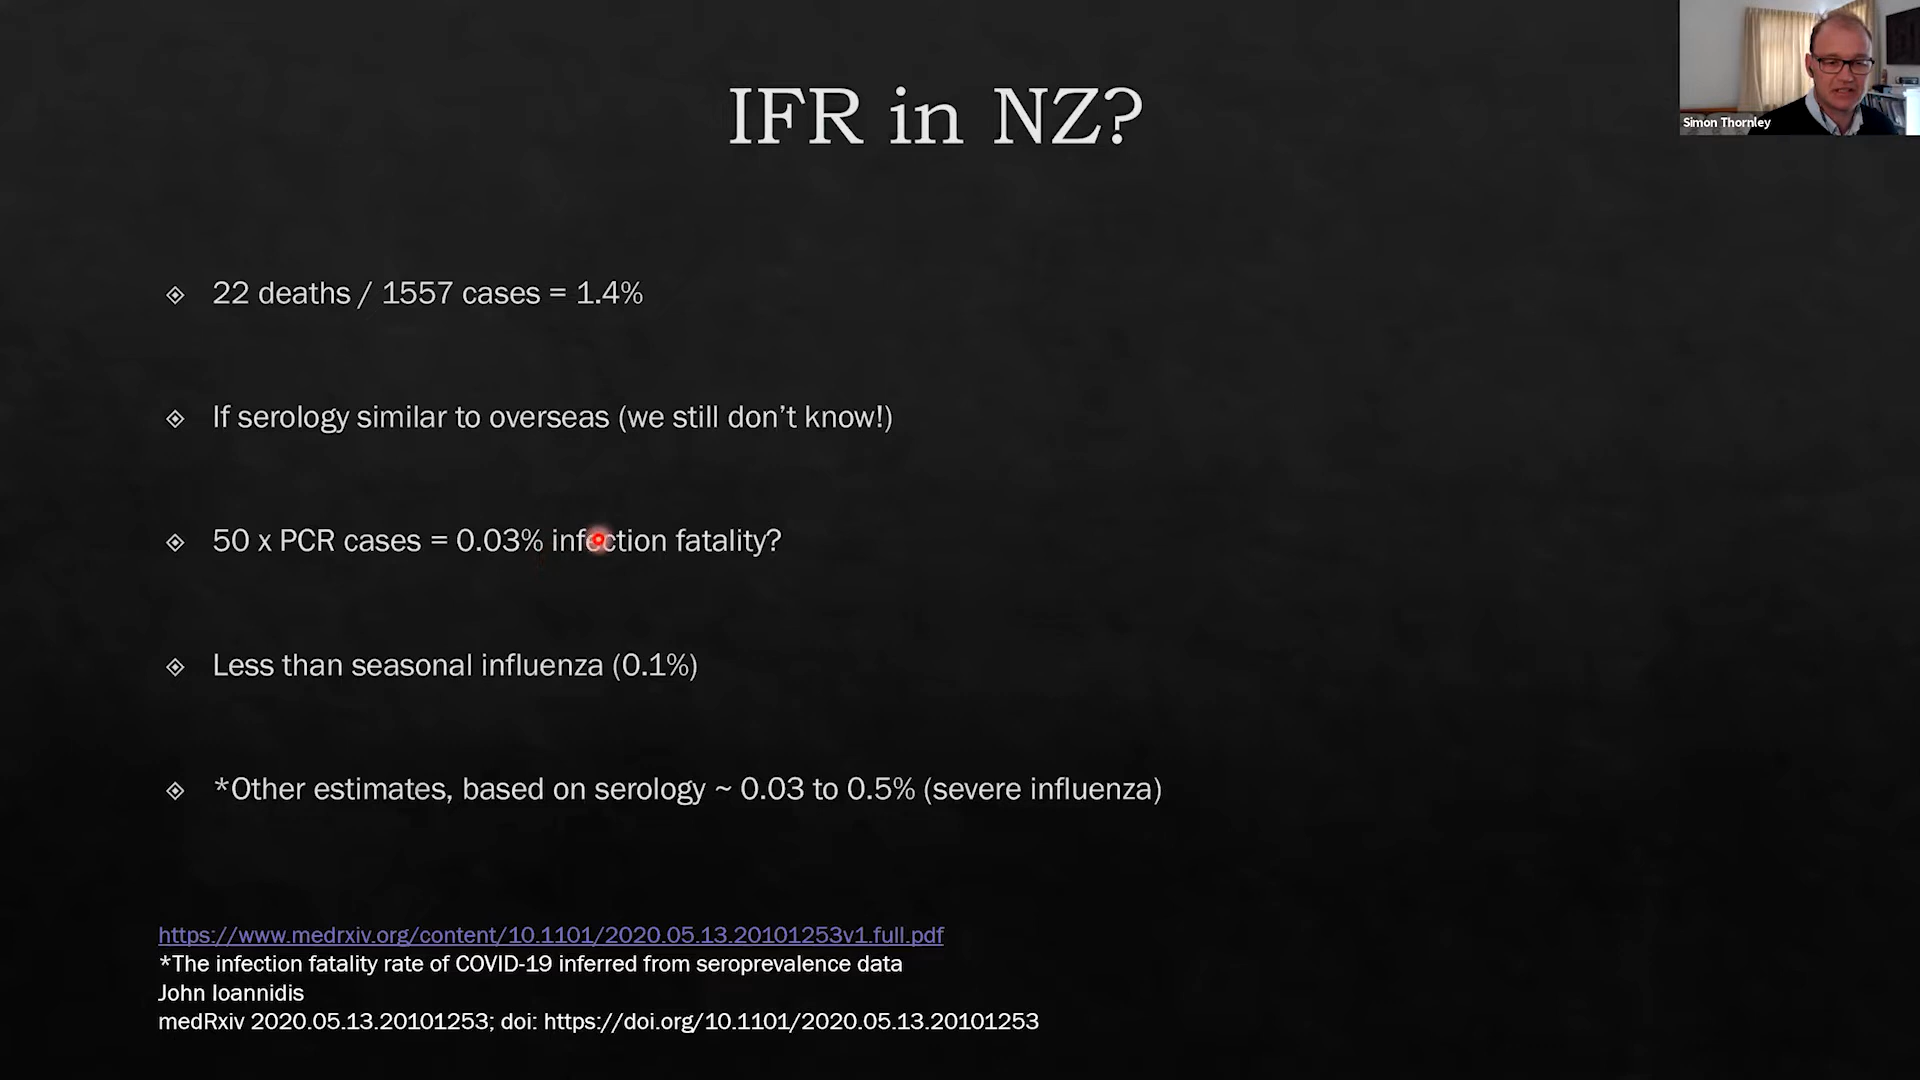 Simon Thornley
IFR in NZ?
22 deaths / 1557 cases = 1.4%
If serology similar to overseas (we still don't know!)
50 x PCR cases = 0.03% infection fatality?
Less than seasonal influenza (0.1%)
*Other estimates, based on serology ~ 0.03 to 0.5% (severe influenza)
https://www.medrxiv.org/content/10.1101/2020.05.13.20101253v1.full.pdf
*The infection fatality rate of COVID-19 inferred from seroprevalence data
John Ioannidis
medRxiv 2020.05.13.20101253; doi: https://doi.org/10.1101/2020.05.13.20101253